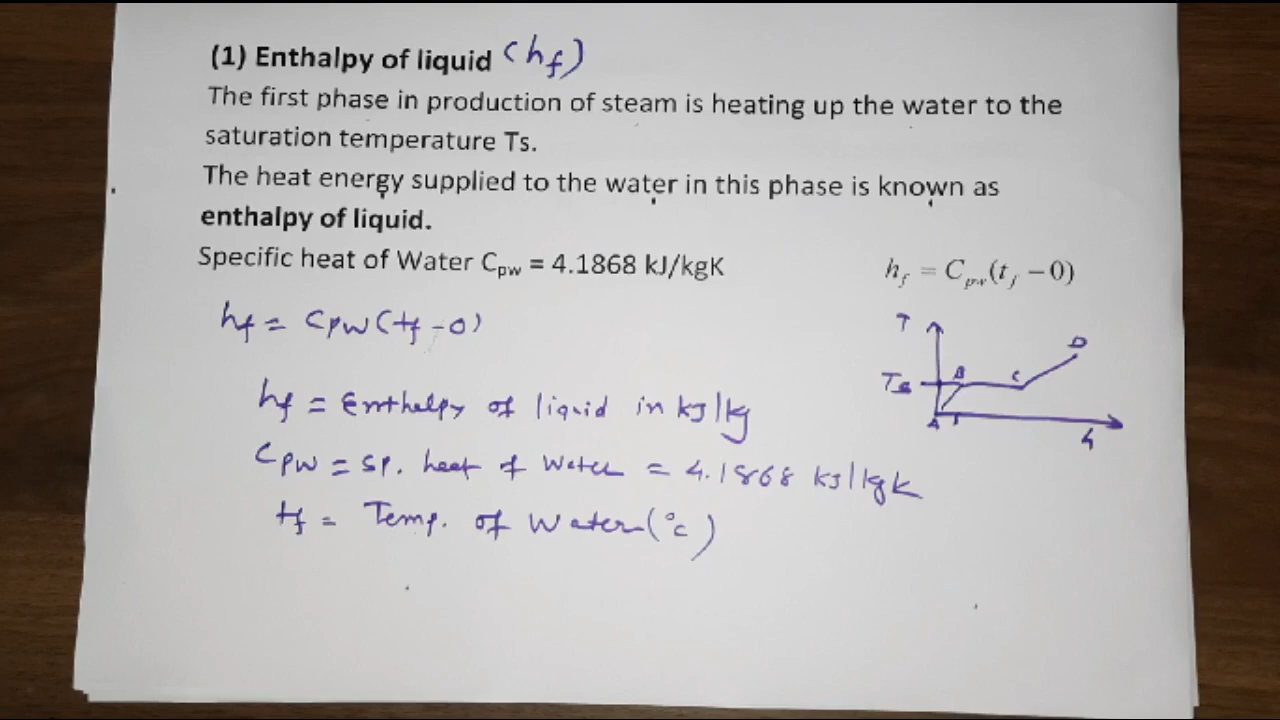 (1) Enthalpy of liquid (hf)
The first phase in production of steam is heating up the water to the
saturation temperature Ts.
The heat energy supplied to the water in this phase is known as
enthalpy of liquid.
Specific heat of Water Cpw = 4.1868 kJ/kgK
hf = Cpw(tf −0)
hf = CPW(tf -0)
T
Ts
A
B
C
D
h
hf = Enthalpy of liquid in kJ/kg
CPW = SP. heat of Water = 4.1868 kJ/kgK
tf = Temp. of Water (°c)